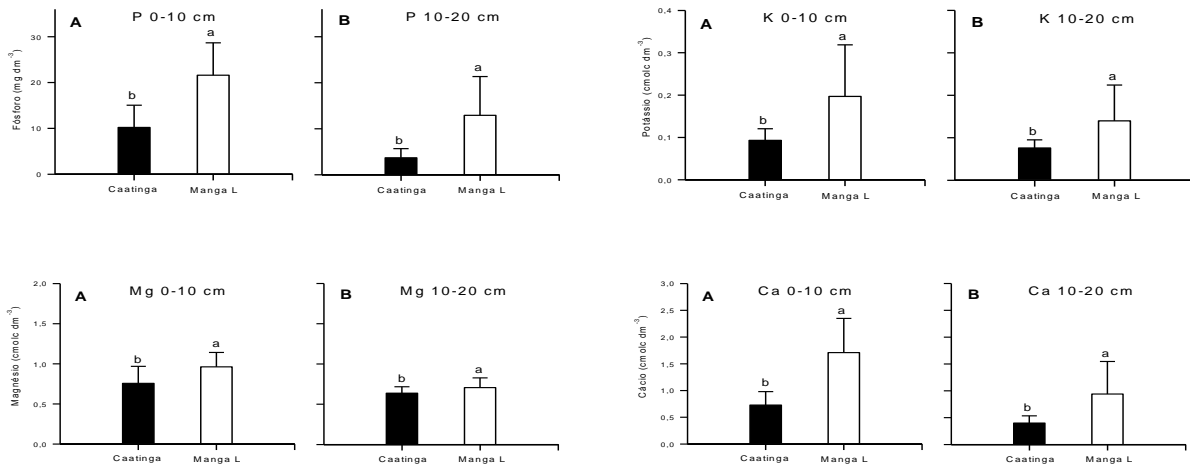 A
P 0-10 cm
Fósforo (mg dm-3)
30
20
10
0
a
b
Caatinga
Manga L
B
P 10-20 cm
a
b
Caatinga
Manga L
A
K 0-10 cm
Potássio (cmolc dm-3)
0,4
0,3
0,2
0,1
0,0
a
b
Caatinga
Manga L
B
K 10-20 cm
a
b
Caatinga
Manga L
A
Mg 0-10 cm
Magnésio (cmolc dm-3)
2,0
1,5
1,0
0,5
0,0
b
a
Caatinga
Manga L
B
Mg 10-20 cm
b
a
Caatinga
Manga L
A
Ca 0-10 cm
Cácio (cmolc dm-3)
3,0
2,5
2,0
1,5
1,0
0,5
0,0
a
b
Caatinga
Manga L
B
Ca 10-20 cm
a
b
Caatinga
Manga L